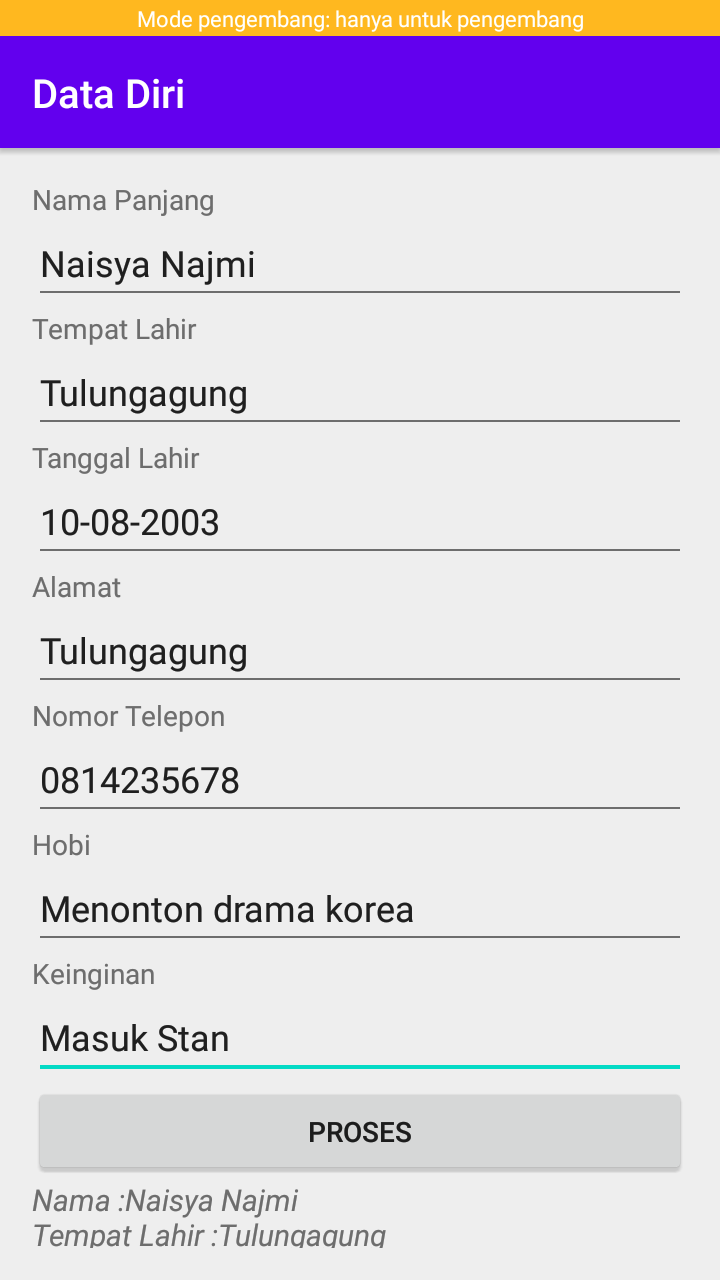 Mode pengembang: hanya untuk pengembang
Data Diri
Nama Panjang
Naisya Najmi
Tempat Lahir
Tulungagung
Tanggal Lahir
10-08-2003
Alamat
Tulungagung
Nomor Telepon
0814235678
Hobi
Menonton drama korea
Keinginan
Masuk Stan
PROSES
Nama :Naisya Najmi
Tempat Lahir :Tulungagung